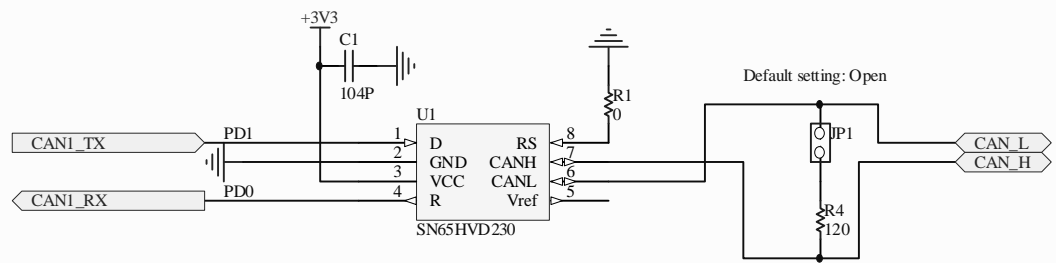 +3V3
C1
104P
R1
0
Default setting: Open
U1
CAN1_TX
PD1
1
D
RS
8
JP1
CAN_L
2
GND
CANH
7
CAN_H
3
VCC
CANL
6
CAN1_RX
PD0
4
R
Vref
5
R4
120
SN65HVD230